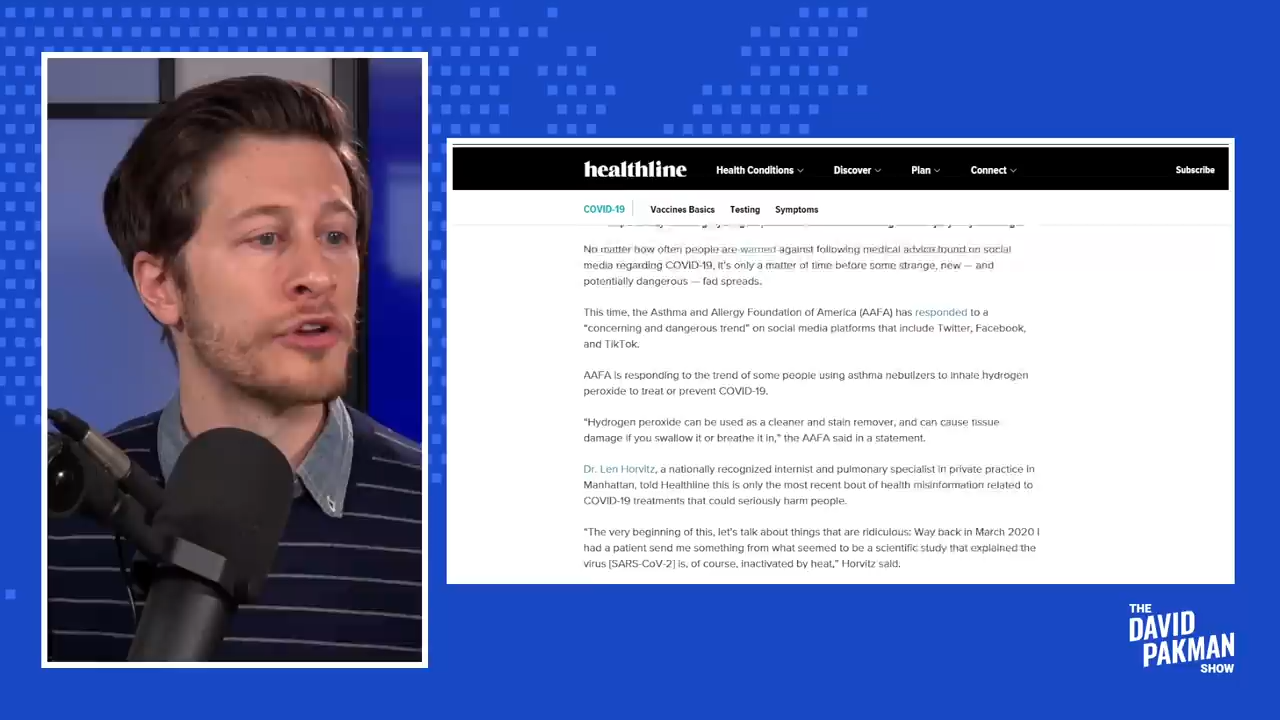 healthline
Health Conditions
Discover
Plan
Connect
Subscribe
COVID-19
Vaccines Basics
Testing
Symptoms
No matter how often people are warned against following medical advice found on social
media regarding COVID-19, it's only a matter of time before some strange, new — and
potentially dangerous — fad spreads.
This time, the Asthma and Allergy Foundation of America (AAFA) has responded to a
“concerning and dangerous trend” on social media platforms that include Twitter, Facebook,
and TikTok.
AAFA is responding to the trend of some people using asthma nebulizers to inhale hydrogen
peroxide to treat or prevent COVID-19.
“Hydrogen peroxide can be used as a cleaner and stain remover, and can cause tissue
damage if you swallow it or breathe it in,” the AAFA said in a statement.
Dr. Len Horvitz, a nationally recognized internist and pulmonary specialist in private practice in
Manhattan, told Healthline this is only the most recent bout of health misinformation related to
COVID-19 treatments that could seriously harm people.
“The very beginning of this, let's talk about things that are ridiculous: Way back in March 2020 I
had a patient send me something from what seemed to be a scientific study that explained the
virus [SARS-CoV-2] is, of course, inactivated by heat,” Horvitz said.
THE
DAVID
PAKMAN
SHOW